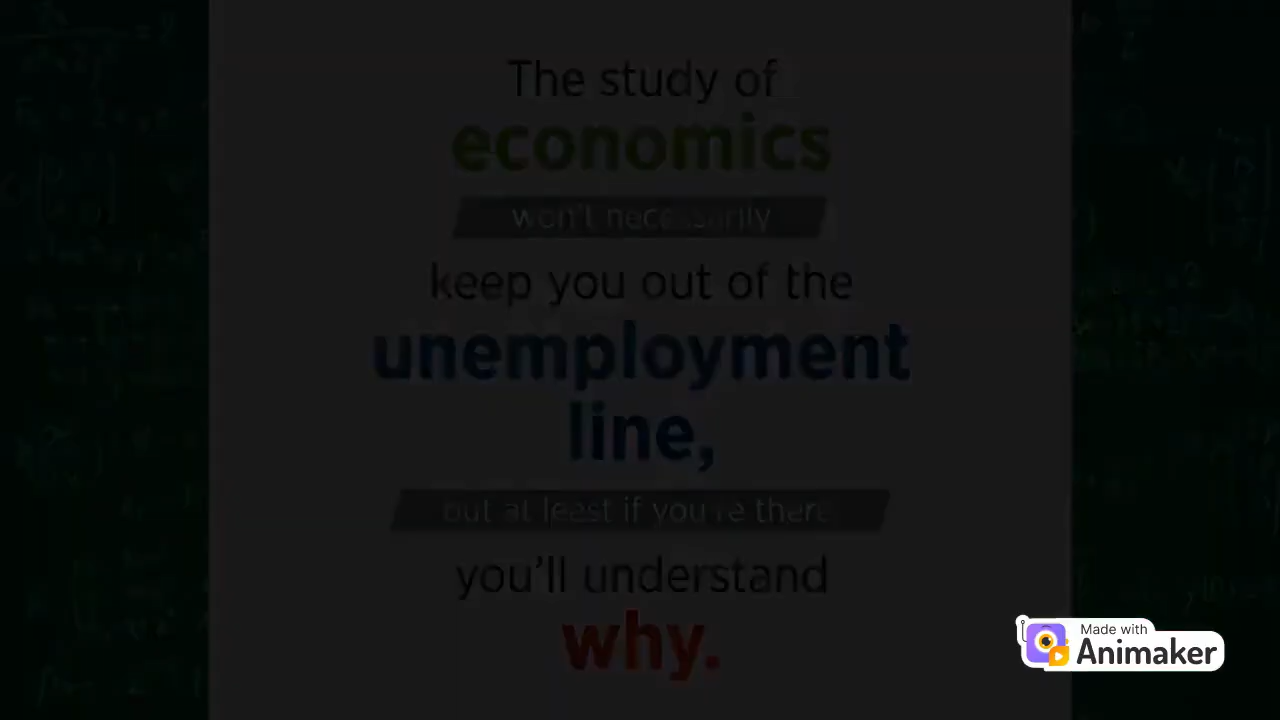 The study of
economics
won't necessarily
keep you out of the
unemployment
line,
but at least if you're there,
you'll understand
why.
Made with
Animaker